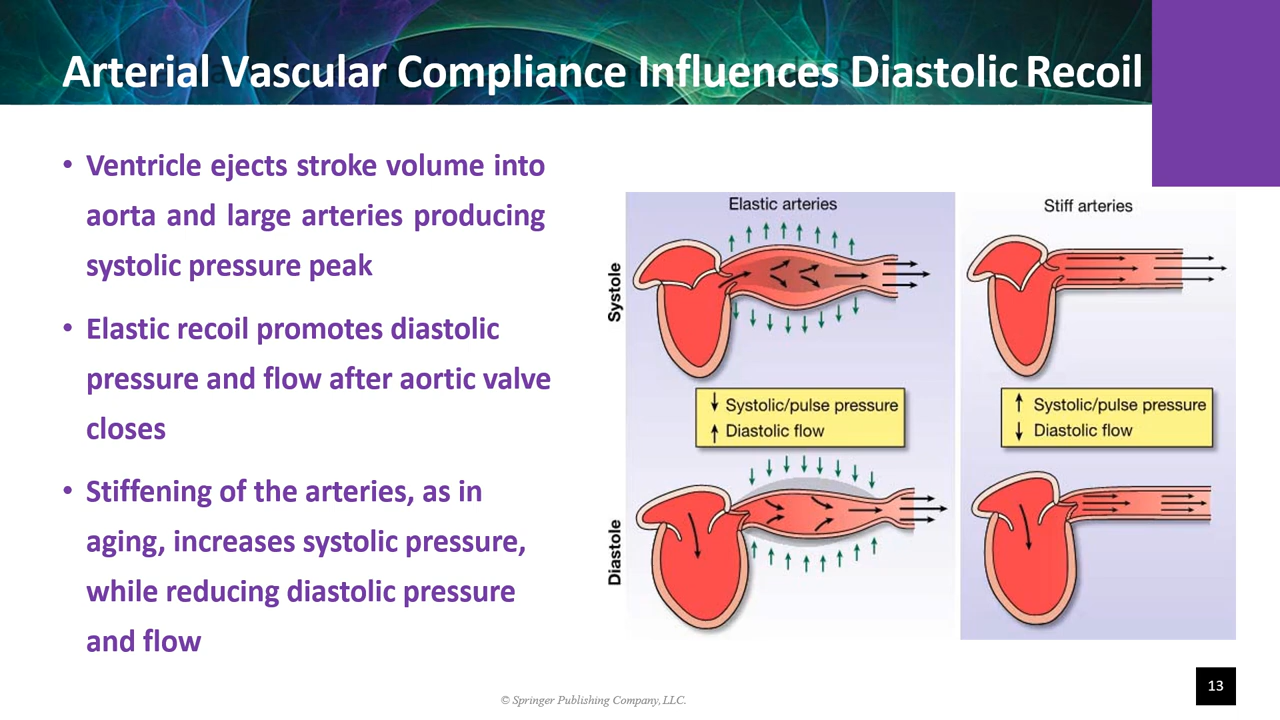 Arterial Vascular Compliance Influences Diastolic Recoil
• Ventricle ejects stroke volume into
aorta and large arteries producing
systolic pressure peak
• Elastic recoil promotes diastolic
pressure and flow after aortic valve
closes
• Stiffening of the arteries, as in
aging, increases systolic pressure,
while reducing diastolic pressure
and flow
Elastic arteries
Stiff arteries
Systole
↓ Systolic/pulse pressure
↑ Diastolic flow
↑ Systolic/pulse pressure
↓ Diastolic flow
Diastole
© Springer Publishing Company, LLC.
13